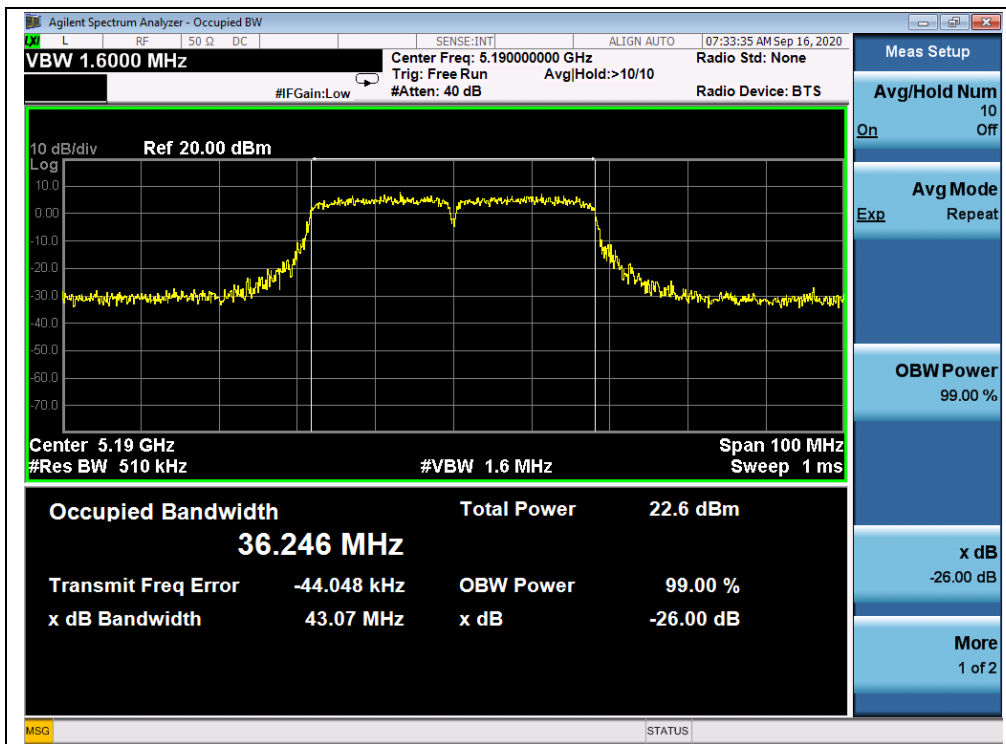 Agilent Spectrum Analyzer - Occupied BW
LXI L RF 50 Ω DC SENSE:INT ALIGN AUTO 07:33:35 AM Sep 16, 2020
VBW 1.6000 MHz
Center Freq: 5.190000000 GHz Radio Std: None
Trig: Free Run Avg|Hold:>10/10
#IFGain:Low #Atten: 40 dB Radio Device: BTS
10 dB/div Ref 20.00 dBm
Log
10.0
0.00
-10.0
-20.0
-30.0
-40.0
-50.0
-60.0
-70.0
Center 5.19 GHz Span 100 MHz
#Res BW 510 kHz #VBW 1.6 MHz Sweep 1 ms
Occupied Bandwidth Total Power 22.6 dBm
36.246 MHz
Transmit Freq Error -44.048 kHz OBW Power 99.00 %
x dB Bandwidth 43.07 MHz x dB -26.00 dB
Meas Setup
Avg/Hold Num
10
On Off
Avg Mode
Exp Repeat
OBW Power
99.00 %
x dB
-26.00 dB
More
1 of 2
MSG STATUS